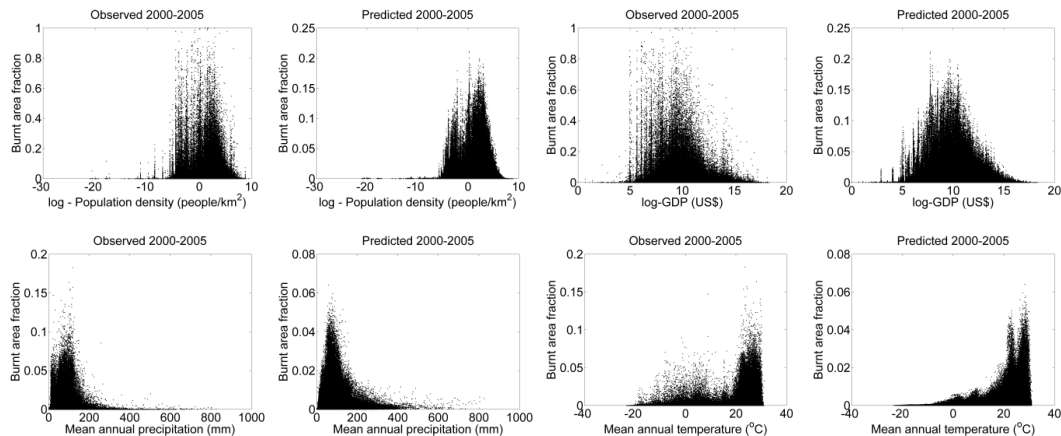 Observed 2000-2005
Burnt area fraction
1
0.8
0.6
0.4
0.2
0
-30 -20 -10 0 10
log - Population density (people/km2)
Predicted 2000-2005
Burnt area fraction
0.25
0.2
0.15
0.1
0.05
0
-30 -20 -10 0 10
log - Population density (people/km2)
Observed 2000-2005
Burnt area fraction
1
0.8
0.6
0.4
0.2
0
0 5 10 15 20
log-GDP (US$)
Predicted 2000-2005
Burnt area fraction
0.25
0.2
0.15
0.1
0.05
0
0 5 10 15 20
log-GDP (US$)
Observed 2000-2005
Burnt area fraction
0.2
0.15
0.1
0.05
0
0 200 400 600 800 1000
Mean annual precipitation (mm)
Predicted 2000-2005
Burnt area fraction
0.08
0.06
0.04
0.02
0
0 200 400 600 800 1000
Mean annual precipitation (mm)
Observed 2000-2005
Burnt area fraction
0.2
0.15
0.1
0.05
0
-40 -20 0 20 40
Mean annual temperature (oC)
Predicted 2000-2005
Burnt area fraction
0.08
0.06
0.04
0.02
0
-40 -20 0 20 40
Mean annual temperature (oC)